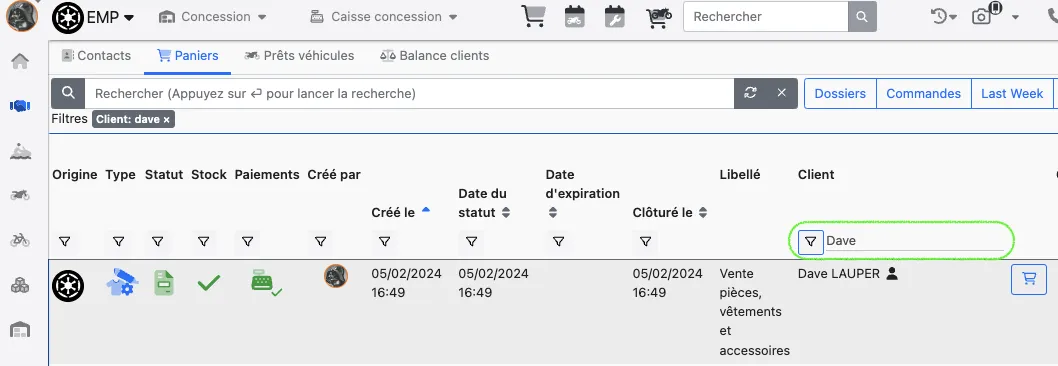 EMP Concession Caisse concession Rechercher
Contacts Paniers Prêts véhicules Balance clients
Rechercher (Appuyez sur ⏎ pour lancer la recherche) Dossiers Commandes Last Week
Filtres Client: dave ×
Origine Type Statut Stock Paiements Créé par Créé le Date du statut Date d'expiration Clôturé le Libellé Client
Dave
05/02/2024 16:49 05/02/2024 16:49 05/02/2024 16:49 Vente pièces, vêtements et accessoires Dave LAUPER